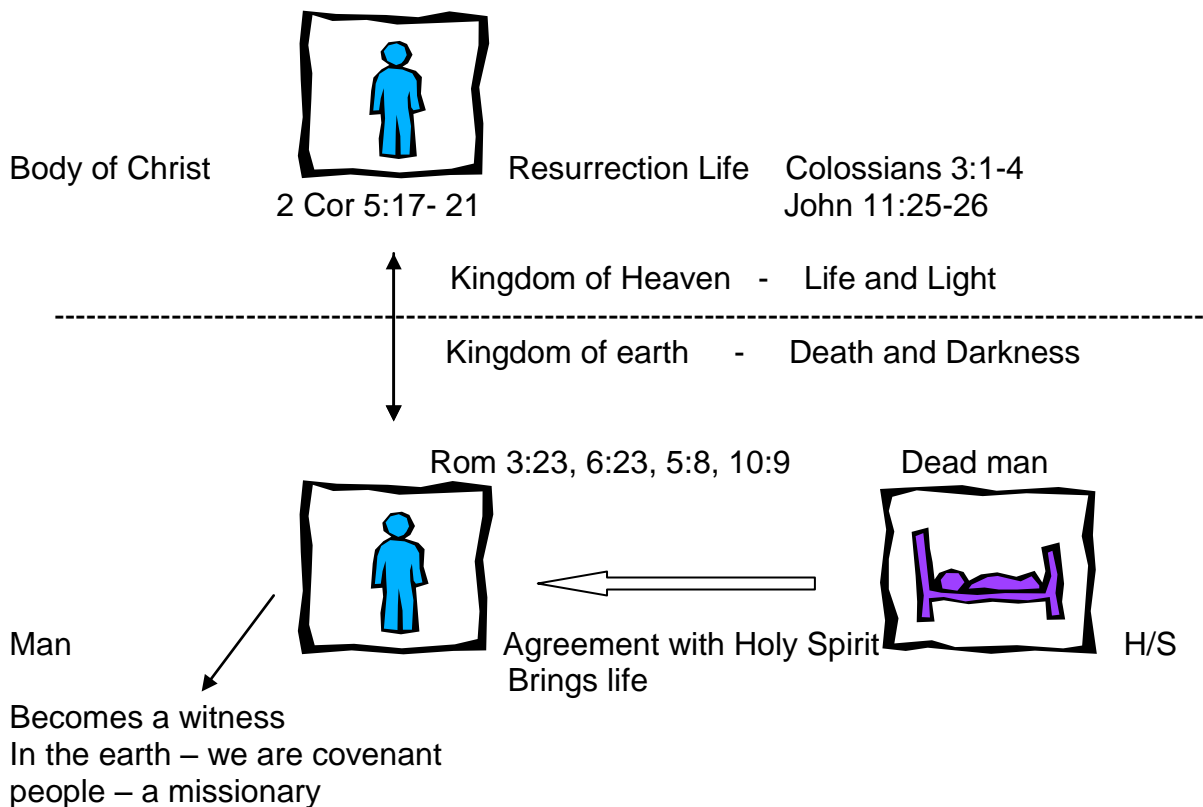 Body of Christ Resurrection Life Colossians 3:1-4
2 Cor 5:17- 21 John 11:25-26
Kingdom of Heaven - Life and Light
Kingdom of earth - Death and Darkness
Rom 3:23, 6:23, 5:8, 10:9 Dead man
Man Agreement with Holy Spirit H/S
Brings life
Becomes a witness
In the earth – we are covenant
people – a missionary